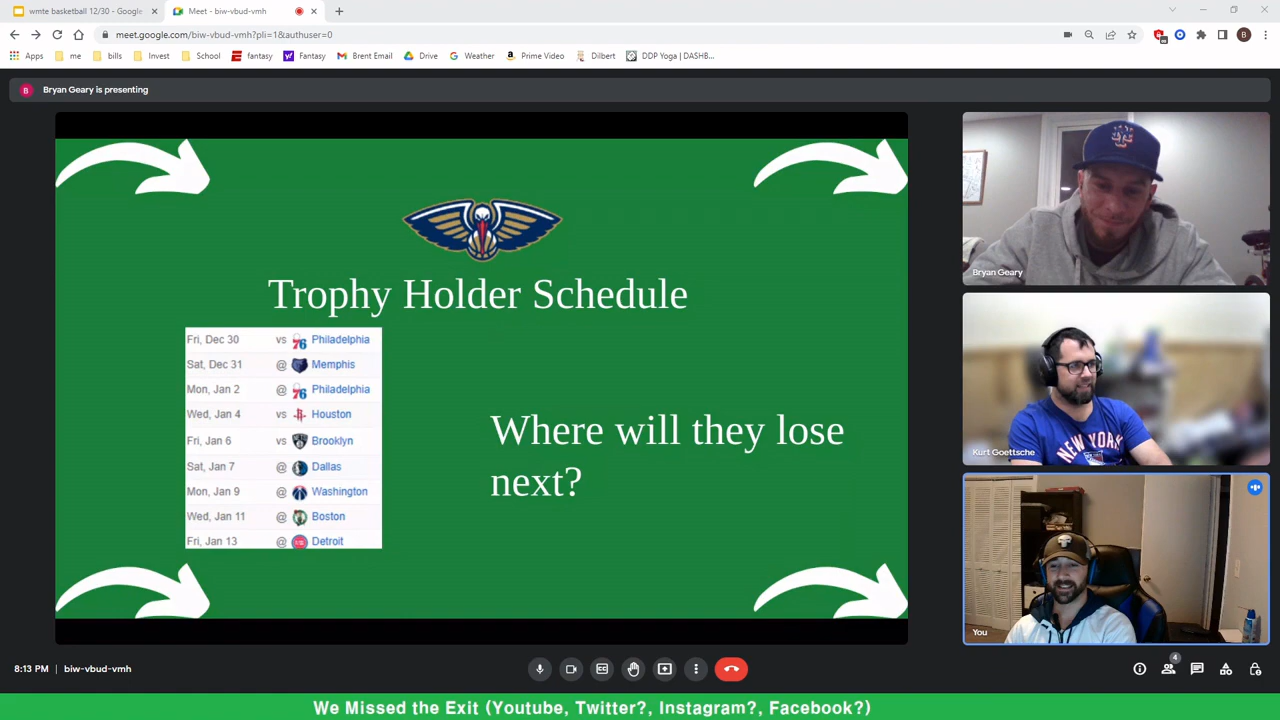 wmte basketball 12/30 - Google
Meet - biw-vbud-vmh
meet.google.com/biw-vbud-vmh?pli=1&authuser=0
Apps
me
bills
Invest
School
fantasy
Fantasy
Brent Email
Drive
Weather
Prime Video
Dilbert
DDP Yoga | DASHB...
B
B
Bryan Geary is presenting
Trophy Holder Schedule
Fri, Dec 30 vs Philadelphia
Sat, Dec 31 @ Memphis
Mon, Jan 2 @ Philadelphia
Wed, Jan 4 vs Houston
Fri, Jan 6 vs Brooklyn
Sat, Jan 7 @ Dallas
Mon, Jan 9 @ Washington
Wed, Jan 11 @ Boston
Fri, Jan 13 @ Detroit
Where will they lose
next?
Bryan Geary
NEW YORK
Kurt Goettsche
You
8:13 PM | biw-vbud-vmh
4
We Missed the Exit (Youtube, Twitter?, Instagram?, Facebook?)